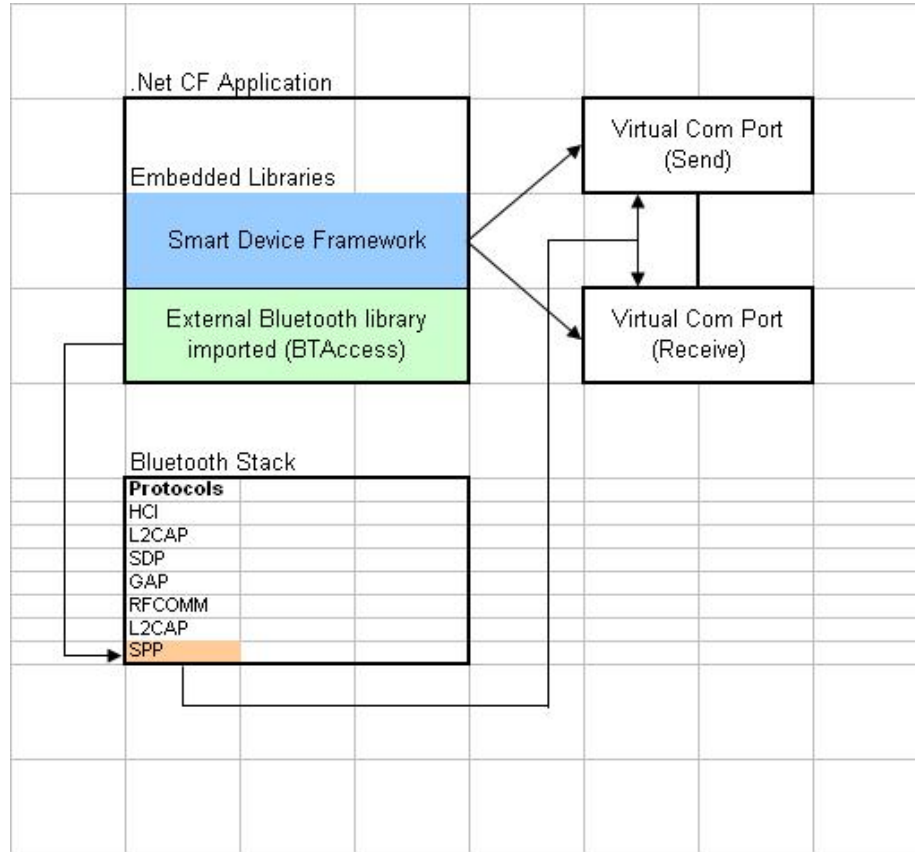 .Net CF Application
Virtual Com Port
(Send)
Embedded Libraries
Smart Device Framework
External Bluetooth library
imported (BTAccess)
Virtual Com Port
(Receive)
Bluetooth Stack
Protocols
HCI
L2CAP
SDP
GAP
RFCOMM
L2CAP
SPP